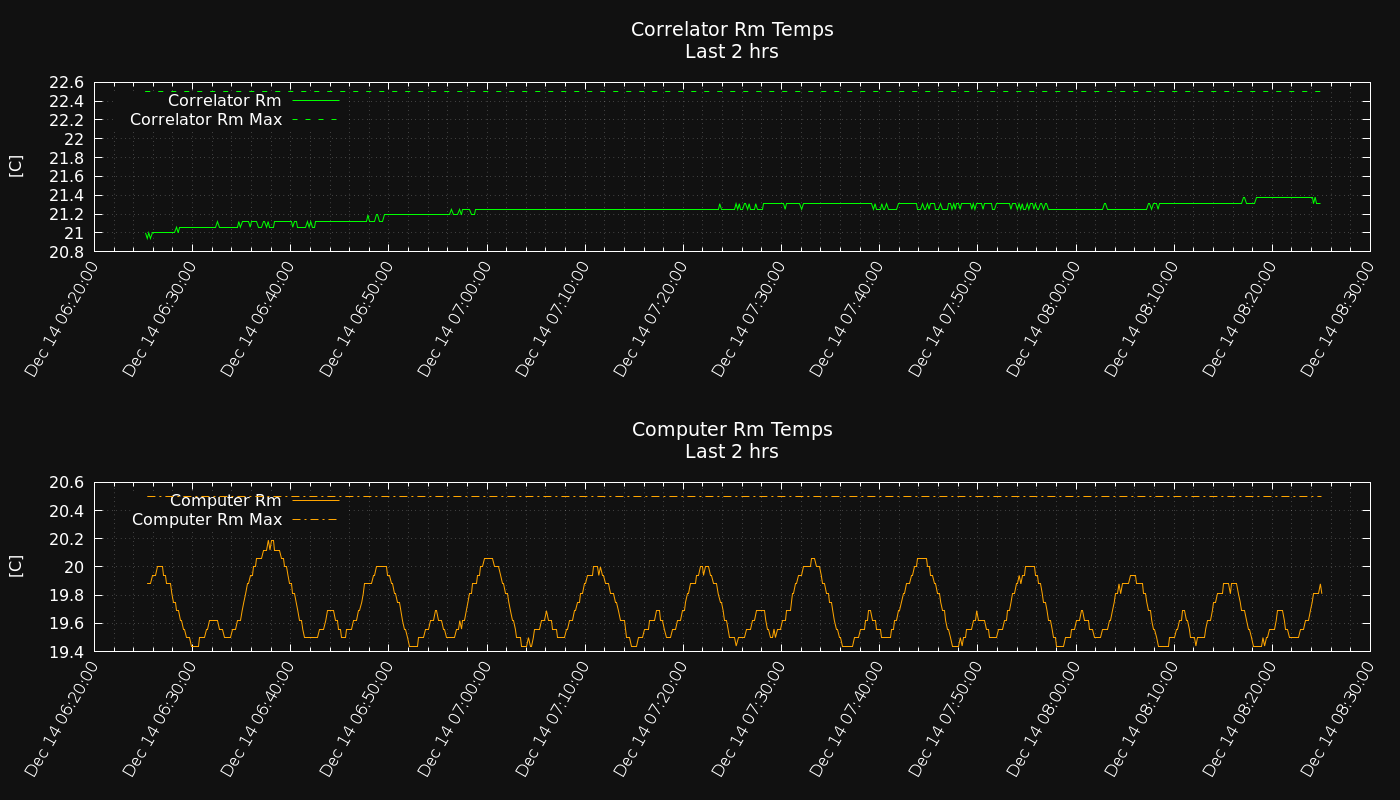 Correlator Rm Temps
Last 2 hrs
22.6
22.4
22.2
22
21.8
21.6
21.4
21.2
21
20.8
[C]
Correlator Rm
Correlator Rm Max
Dec 14 06:20:00
Dec 14 06:30:00
Dec 14 06:40:00
Dec 14 06:50:00
Dec 14 07:00:00
Dec 14 07:10:00
Dec 14 07:20:00
Dec 14 07:30:00
Dec 14 07:40:00
Dec 14 07:50:00
Dec 14 08:00:00
Dec 14 08:10:00
Dec 14 08:20:00
Dec 14 08:30:00
Computer Rm Temps
Last 2 hrs
20.6
20.4
20.2
20
19.8
19.6
19.4
[C]
Computer Rm
Computer Rm Max
Dec 14 06:20:00
Dec 14 06:30:00
Dec 14 06:40:00
Dec 14 06:50:00
Dec 14 07:00:00
Dec 14 07:10:00
Dec 14 07:20:00
Dec 14 07:30:00
Dec 14 07:40:00
Dec 14 07:50:00
Dec 14 08:00:00
Dec 14 08:10:00
Dec 14 08:20:00
Dec 14 08:30:00